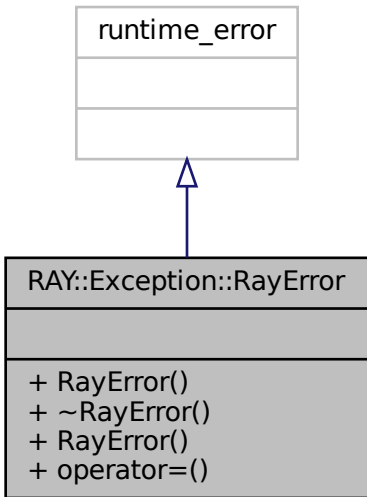 runtime_error
RAY::Exception::RayError
+ RayError()
+ ~RayError()
+ RayError()
+ operator=()